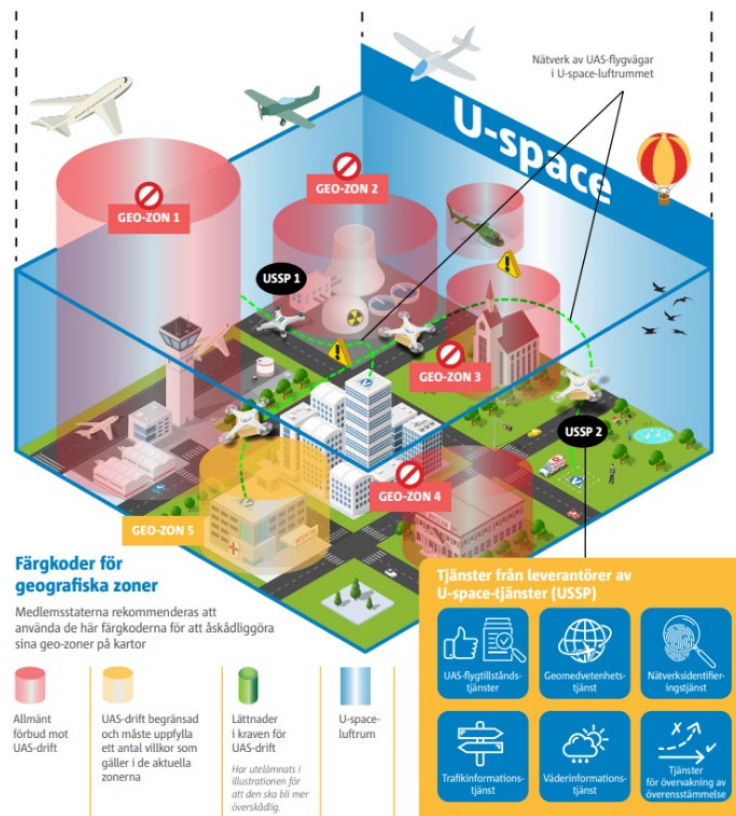 Nätverk av UAS-flygvägar
i U-space-luftrummet
U-space
GEO-ZON 1
GEO-ZON 2
USSP 1
GEO-ZON 3
USSP 2
GEO-ZON 4
GEO-ZON 5
HOSPITAL
Färgkoder för
geografiska zoner
Medlemsstaterna rekommenderas att
använda de här färgkoderna för att åskådliggöra
sina geo-zoner på kartor
Allmänt
förbud mot
UAS-drift
UAS-drift begränsad
och måste uppfylla
ett antal villkor som
gäller i de aktuella
zonerna
Lättnader
i kraven för
UAS-drift
Har utelämnats i
illustrationen för
att den ska bli mer
överskådlig.
U-space-
luftrum
Tjänster från leverantörer av
U-space-tjänster (USSP)
UAS-flygtillstånds-
tjänster
Geomedvetenhets-
tjänst
Nätverksidentifier-
ingstjänst
Trafikinformations-
tjänst
Väderinformations-
tjänst
Tjänster
för övervakning av
överensstämmelse